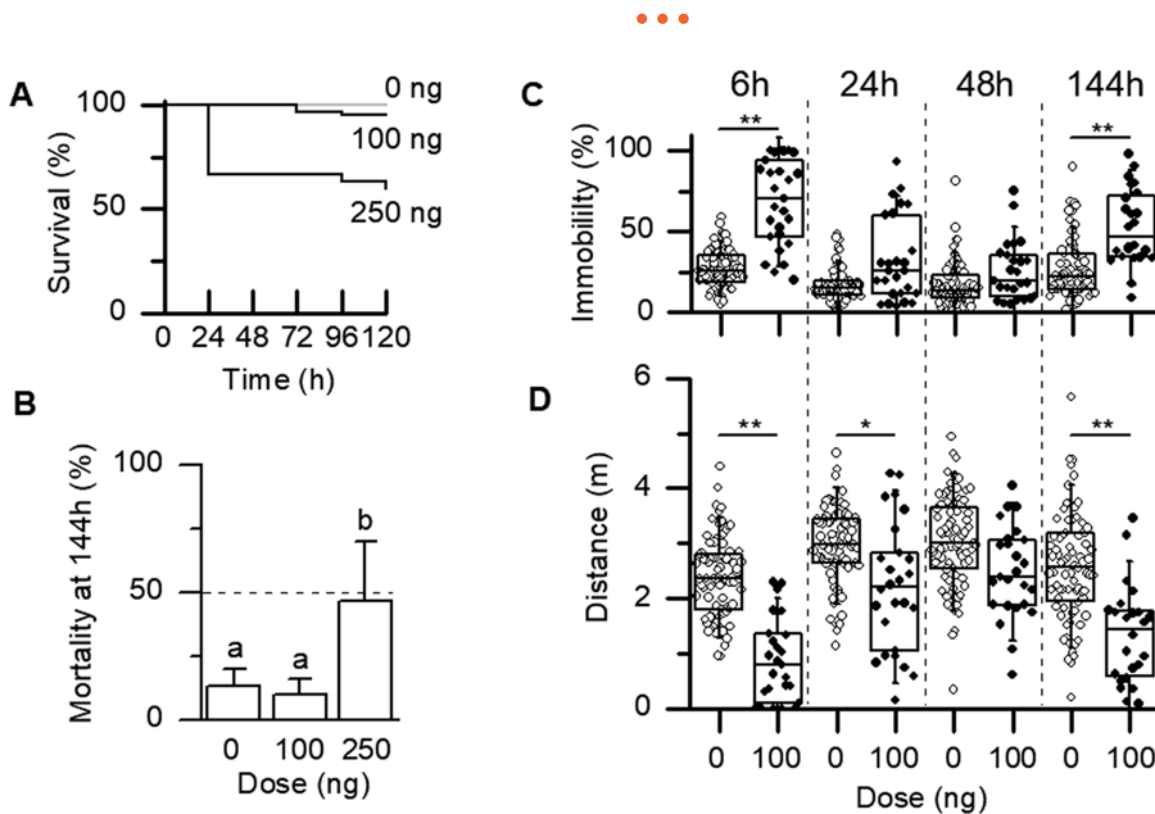 A
Survival (%)
100
50
0
0 ng
100 ng
250 ng
0 24 48 72 96 120
Time (h)
B
Mortality at 144h (%)
100
50
0
a a b
0 100 250
Dose (ng)
C
6h 24h 48h 144h
Immobililty (%)
100
50
0
** **
D
Distance (m)
6
4
2
0
** * **
0 100 0 100 0 100 0 100
Dose (ng)